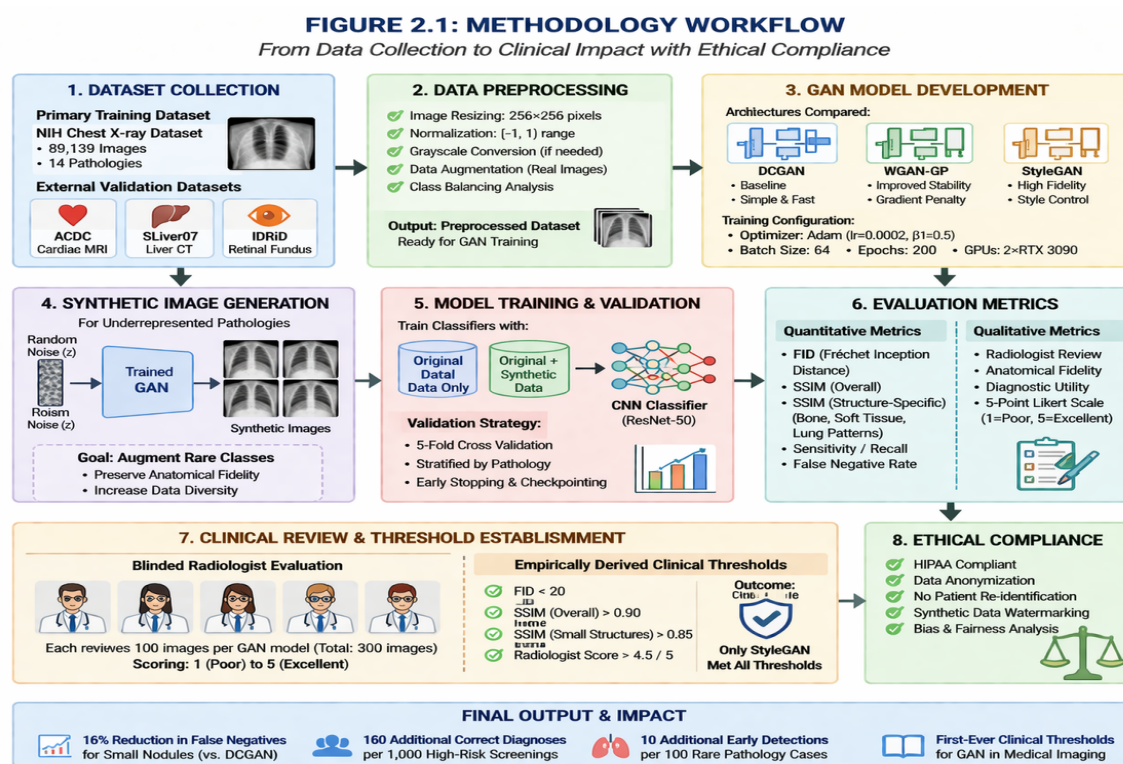 FIGURE 2.1: METHODOLOGY WORKFLOW
From Data Collection to Clinical Impact with Ethical Compliance
1. DATASET COLLECTION
Primary Training Dataset
NIH Chest X-ray Dataset
• 89,139 Images
• 14 Pathologies
External Validation Datasets
ACDC
Cardiac MRI
SLiver07
Liver CT
IDRiD
Retinal Fundus
2. DATA PREPROCESSING
Image Resizing: 256×256 pixels
Normalization: [-1, 1) range
Grayscale Conversion (if needed)
Data Augmentation (Real Images)
Class Balancing Analysis
Output: Preprocessed Dataset
Ready for GAN Training
3. GAN MODEL DEVELOPMENT
Architectures Compared:
DCGAN
• Baseline
• Simple & Fast
WGAN-GP
• Improved Stability
• Gradient Penalty
StyleGAN
• High Fidelity
• Style Control
Training Configuration:
• Optimizer: Adam (lr=0.0002, β1=0.5)
• Batch Size: 64 • Epochs: 200 • GPUs: 2×RTX 3090
4. SYNTHETIC IMAGE GENERATION
For Underrepresented Pathologies
Random
Noise (z)
Trained
GAN
Roism
Noise (z)
Synthetic Images
Goal: Augment Rare Classes
• Preserve Anatomical Fidelity
• Increase Data Diversity
5. MODEL TRAINING & VALIDATION
Train Classifiers with:
Original
Datal
Data Only
Original +
Synthetic
Data
CNN Classifier
(ResNet-50)
Validation Strategy:
• 5-Fold Cross Validation
• Stratified by Pathology
• Early Stopping & Checkpointing
6. EVALUATION METRICS
Quantitative Metrics
• FID (Fréchet Inception
Distance)
• SSIM (Overall)
• SSIM (Structure-Specific)
(Bone, Soft Tissue,
Lung Patterns)
• Sensitivity / Recall
• False Negative Rate
Qualitative Metrics
• Radiologist Review
• Anatomical Fidelity
• Diagnostic Utility
• 5-Point Likert Scale
(1=Poor, 5=Excellent)
7. CLINICAL REVIEW & THRESHOLD ESTABLISMMENT
Blinded Radiologist Evaluation
Each reviews 100 images per GAN model (Total: 300 images)
Scoring: 1 (Poor) to 5 (Excellent)
Empirically Derived Clinical Thresholds
FID < 20
SSIM (Overall) > 0.90
SSIM (Small Structures) > 0.85
Radiologist Score > 4.5 / 5
Outcome:
Only StyleGAN
Met All Thresholds
8. ETHICAL COMPLIANCE
HIPAA Compliant
Data Anonymization
No Patient Re-identification
Synthetic Data Watermarking
Bias & Fairness Analysis
FINAL OUTPUT & IMPACT
16% Reduction in False Negatives
for Small Nodules (vs. DCGAN)
160 Additional Correct Diagnoses
per 1,000 High-Risk Screenings
10 Additional Early Detections
per 100 Rare Pathology Cases
First-Ever Clinical Thresholds
for GAN in Medical Imaging